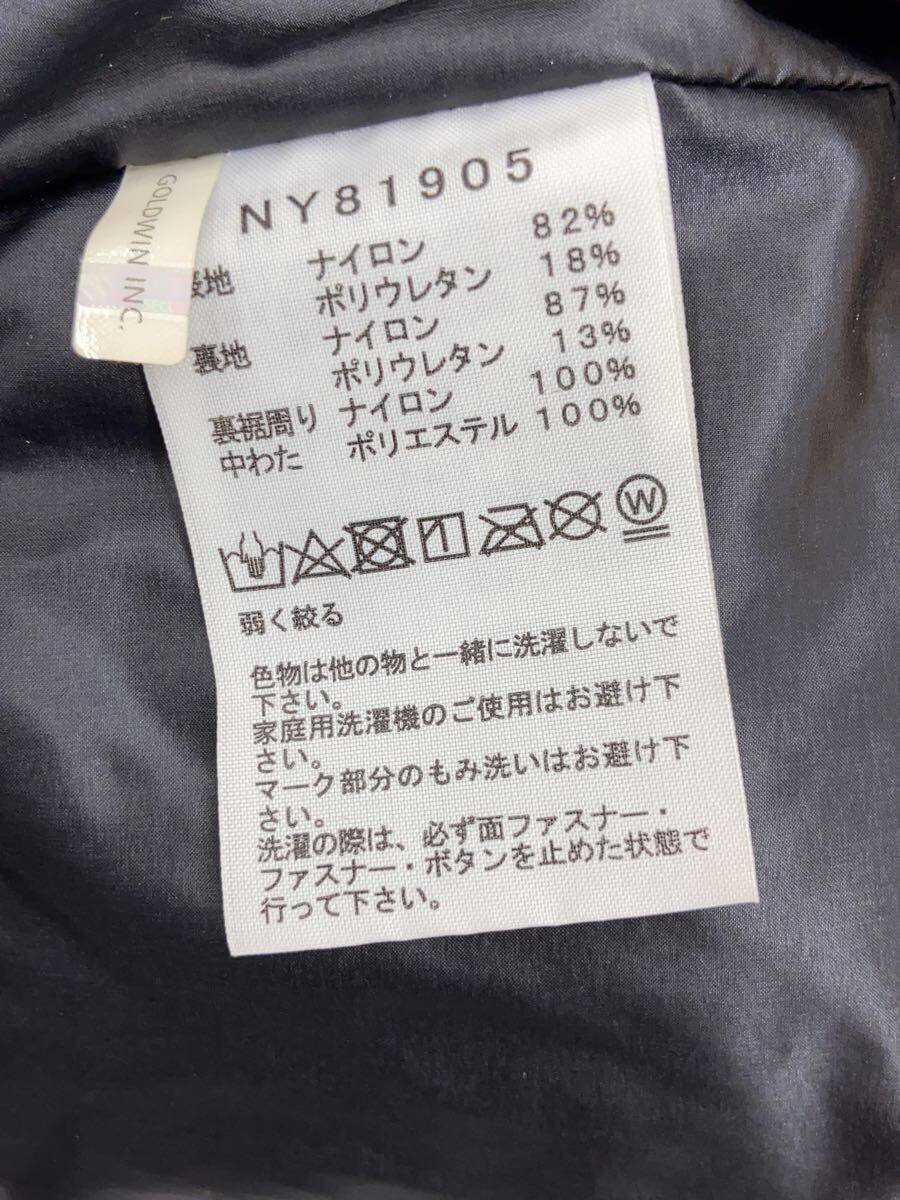 GOLDWIN INC.
NY81905
地 ナイロン 82%
ポリウレタン 18%
裏地 ナイロン 87%
ポリウレタン 13%
裏裾周り ナイロン 100%
中わた ポリエステル 100%
W
弱く絞る
色物は他の物と一緒に洗濯しないで
下さい。
家庭用洗濯機のご使用はお避け下
さい。
マーク部分のもみ洗いはお避け下
さい。
洗濯の際は、必ず面ファスナー・
ファスナー・ボタンを止めた状態で
行って下さい。